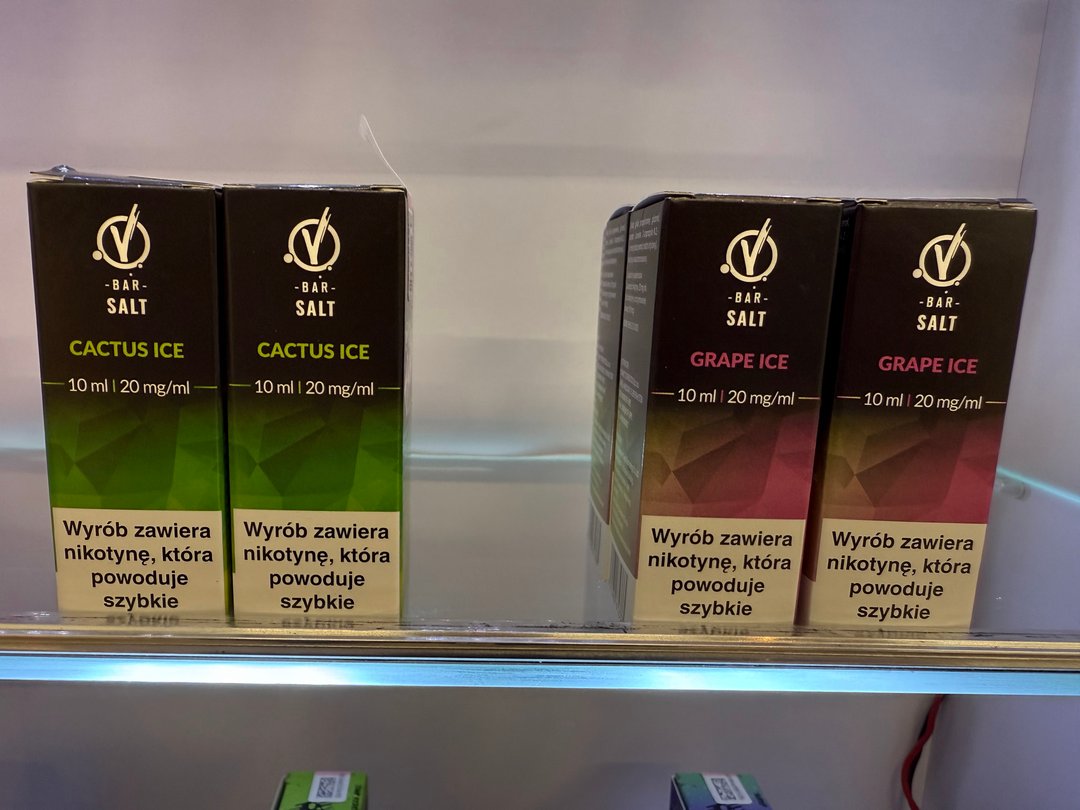 V
-BAR-
SALT
CACTUS ICE
10 ml | 20 mg/ml
Wyrób zawiera
nikotynę, która
powoduje
szybkie
V
-BAR-
SALT
CACTUS ICE
10 ml | 20 mg/ml
Wyrób zawiera
nikotynę, która
powoduje
szybkie
V
-BAR-
SALT
GRAPE ICE
10 ml | 20 mg/ml
Wyrób zawiera
nikotynę, która
powoduje
szybkie
V
-BAR-
SALT
GRAPE ICE
10 ml | 20 mg/ml
Wyrób zawiera
nikotynę, która
powoduje
szybkie